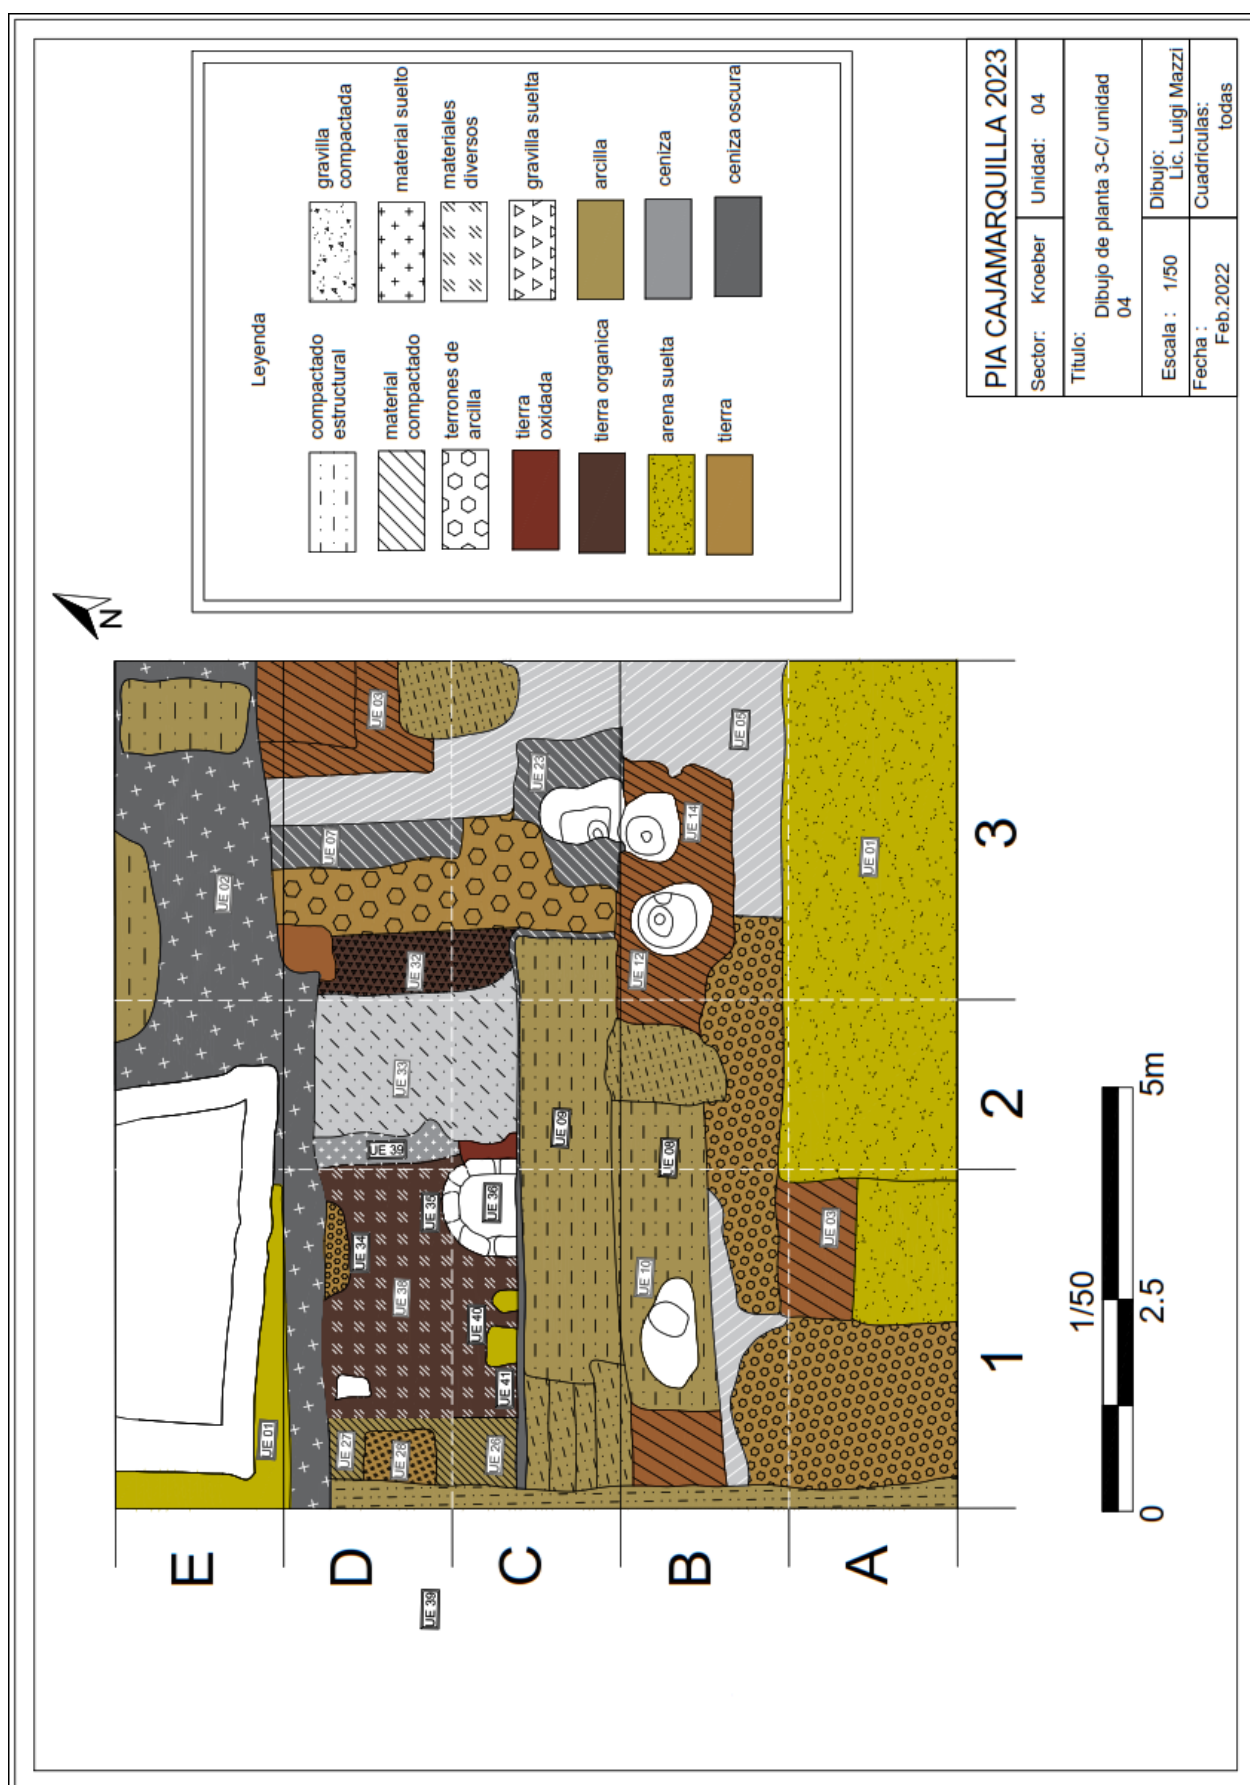 Leyenda
compactado
estructural
material
compactado
terrones de
arcilla
tierra
oxidada
tierra organica
arena suelta
tierra
gravilla
compactada
material suelto
materiales
diversos
gravilla suelta
arcilla
ceniza
ceniza oscura
N
E
D
C
B
A
1
2
3
UE 01
UE 02
UE 03
UE 07
UE 27
UE 28
UE 26
UE 38
UE 34
UE 35
UE 39
UE 33
UE 32
UE 41
UE 40
UE 36
UE 09
UE 23
UE 10
UE 08
UE 12
UE 14
UE 05
UE 03
UE 01
UE 39
1/50
0
2.5
5m
PIA CAJAMARQUILLA 2023
Sector: Kroeber
Unidad: 04
Titulo:
Dibujo de planta 3-C/ unidad
04
Escala : 1/50
Dibujo:
Lic. Luigi Mazzi
Fecha :
Feb.2022
Cuadriculas:
todas